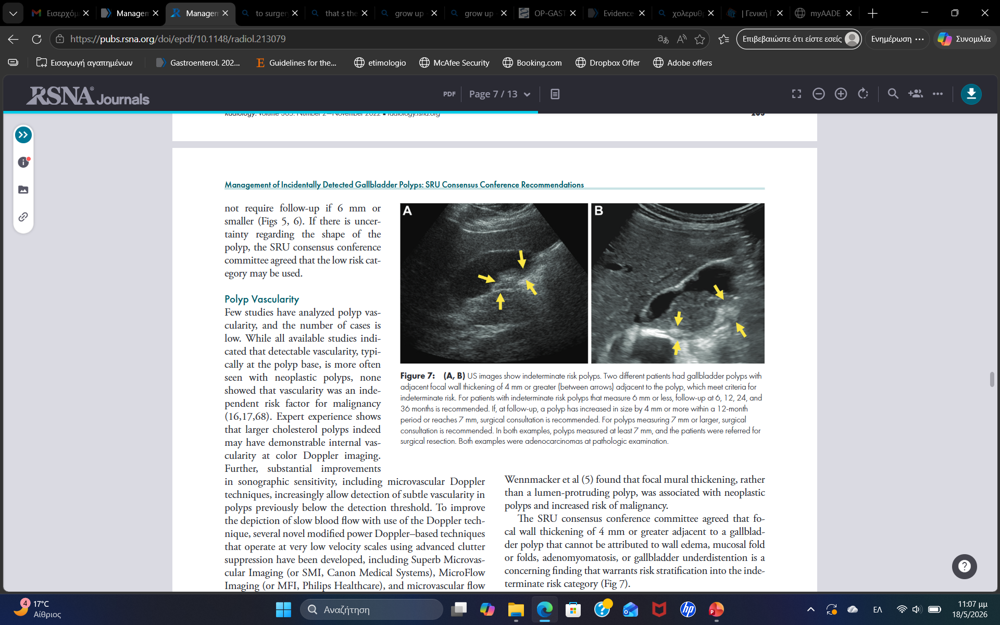 Εισερχόμ
Managem
Managem
to surger
that s the
grow up
grow up
OP-GAST
Evidence
χολερυθρ
| Γενική Γ
myAADE
https://pubs.rsna.org/doi/epdf/10.1148/radiol.213079
Επιβεβαιώστε ότι είστε εσείς
Ενημέρωση
Συνομιλία
Εισαγωγή αγαπημένων
Gastroenterol. 202...
Guidelines for the...
etimologio
McAfee Security
Booking.com
Dropbox Offer
Adobe offers
RSNA® Journals
PDF
Page 7 / 13
Radiology: Volume 305: Number 2—November 2022 ▪ radiology.rsna.org
Management of Incidentally Detected Gallbladder Polyps: SRU Consensus Conference Recommendations
not require follow-up if 6 mm or
smaller (Figs 5, 6). If there is uncer-
tainty regarding the shape of the
polyp, the SRU consensus conference
committee agreed that the low risk cat-
egory may be used.
Polyp Vascularity
Few studies have analyzed polyp vas-
cularity, and the number of cases is
low. While all available studies indi-
cated that detectable vascularity, typi-
cally at the polyp base, is more often
seen with neoplastic polyps, none
showed that vascularity was an inde-
pendent risk factor for malignancy
(16,17,68). Expert experience shows
that larger cholesterol polyps indeed
may have demonstrable internal vas-
cularity at color Doppler imaging.
Further, substantial improvements
in sonographic sensitivity, including microvascular Doppler
techniques, increasingly allow detection of subtle vascularity in
polyps previously below the detection threshold. To improve
the depiction of slow blood flow with use of the Doppler tech-
nique, several novel modified power Doppler–based techniques
that operate at very low velocity scales using advanced clutter
suppression have been developed, including Superb Microvas-
cular Imaging (or SMI, Canon Medical Systems), MicroFlow
Imaging (or MFI, Philips Healthcare), and microvascular flow
A
B
Figure 7: (A, B) US images show indeterminate risk polyps. Two different patients had gallbladder polyps with
adjacent focal wall thickening of 4 mm or greater (between arrows) adjacent to the polyp, which meet criteria for
indeterminate risk. For patients with indeterminate risk polyps that measure 6 mm or less, follow-up at 6, 12, 24, and
36 months is recommended. If, at follow-up, a polyp has increased in size by 4 mm or more within a 12-month
period or reaches 7 mm, surgical consultation is recommended. For polyps measuring 7 mm or larger, surgical
consultation is recommended. In both examples, polyps measured at least 7 mm, and the patients were referred for
surgical resection. Both examples were adenocarcinomas at pathologic examination.
Wennmacker et al (5) found that focal mural thickening, rather
than a lumen-protruding polyp, was associated with neoplastic
polyps and increased risk of malignancy.
The SRU consensus conference committee agreed that fo-
cal wall thickening of 4 mm or greater adjacent to a gallblad-
der polyp that cannot be attributed to wall edema, mucosal fold
or folds, adenomyomatosis, or gallbladder underdistention is a
concerning finding that warrants risk stratification into the inde-
terminate risk category (Fig 7).
4
17°C
Αίθριος
Αναζήτηση
ΕΛ
11:07 μμ
18/5/2026